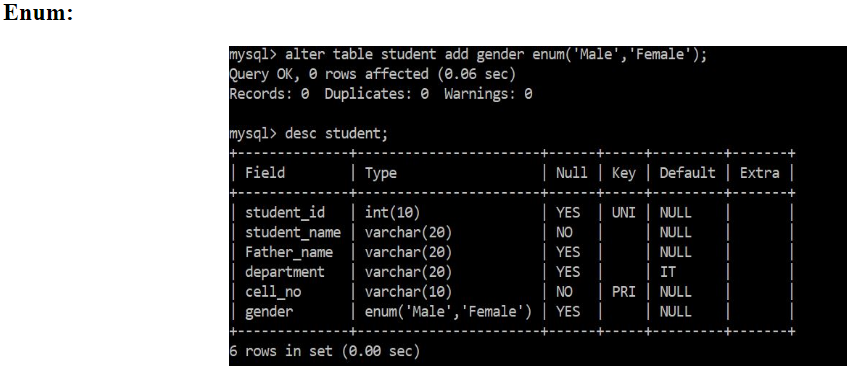 Enum:
mysql> alter table student add gender enum('Male','Female');
Query OK, 0 rows affected (0.06 sec)
Records: 0  Duplicates: 0  Warnings: 0
mysql> desc student;
+--------------+-----------------------+------+-----+---------+-------+
| Field        | Type                  | Null | Key | Default | Extra |
+--------------+-----------------------+------+-----+---------+-------+
| student_id   | int(10)               | YES  | UNI | NULL    |       |
| student_name | varchar(20)           | NO   |     | NULL    |       |
| Father_name  | varchar(20)           | YES  |     | NULL    |       |
| department   | varchar(20)           | YES  |     | IT      |       |
| cell_no      | varchar(10)           | NO   | PRI | NULL    |       |
| gender       | enum('Male','Female') | YES  |     | NULL    |       |
+--------------+-----------------------+------+-----+---------+-------+
6 rows in set (0.00 sec)